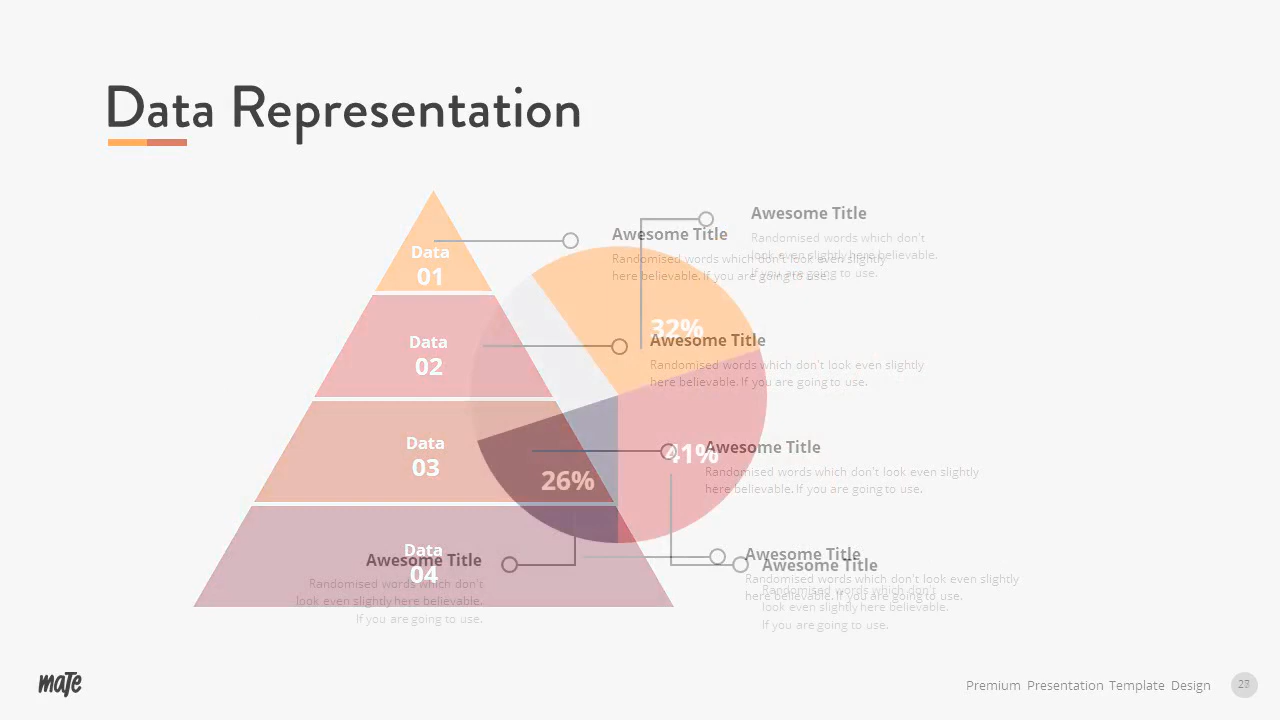 Data Representation
Data
01
Data
02
Data
03
Data
04
Awesome Title
Randomised words which don't look even slightly
here believable. If you are going to use.
Awesome Title
Randomised words which don't
look even slightly here believable.
If you are going to use.
32%
Awesome Title
Randomised words which don't look even slightly
here believable. If you are going to use.
41%
Awesome Title
Randomised words which don't look even slightly
here believable. If you are going to use.
26%
Awesome Title
Randomised words which don't
look even slightly here believable.
If you are going to use.
Awesome Title
Randomised words which don't look even slightly
here believable. If you are going to use.
Awesome Title
Randomised words which don't
look even slightly here believable.
If you are going to use.
maTe
Premium Presentation Template Design